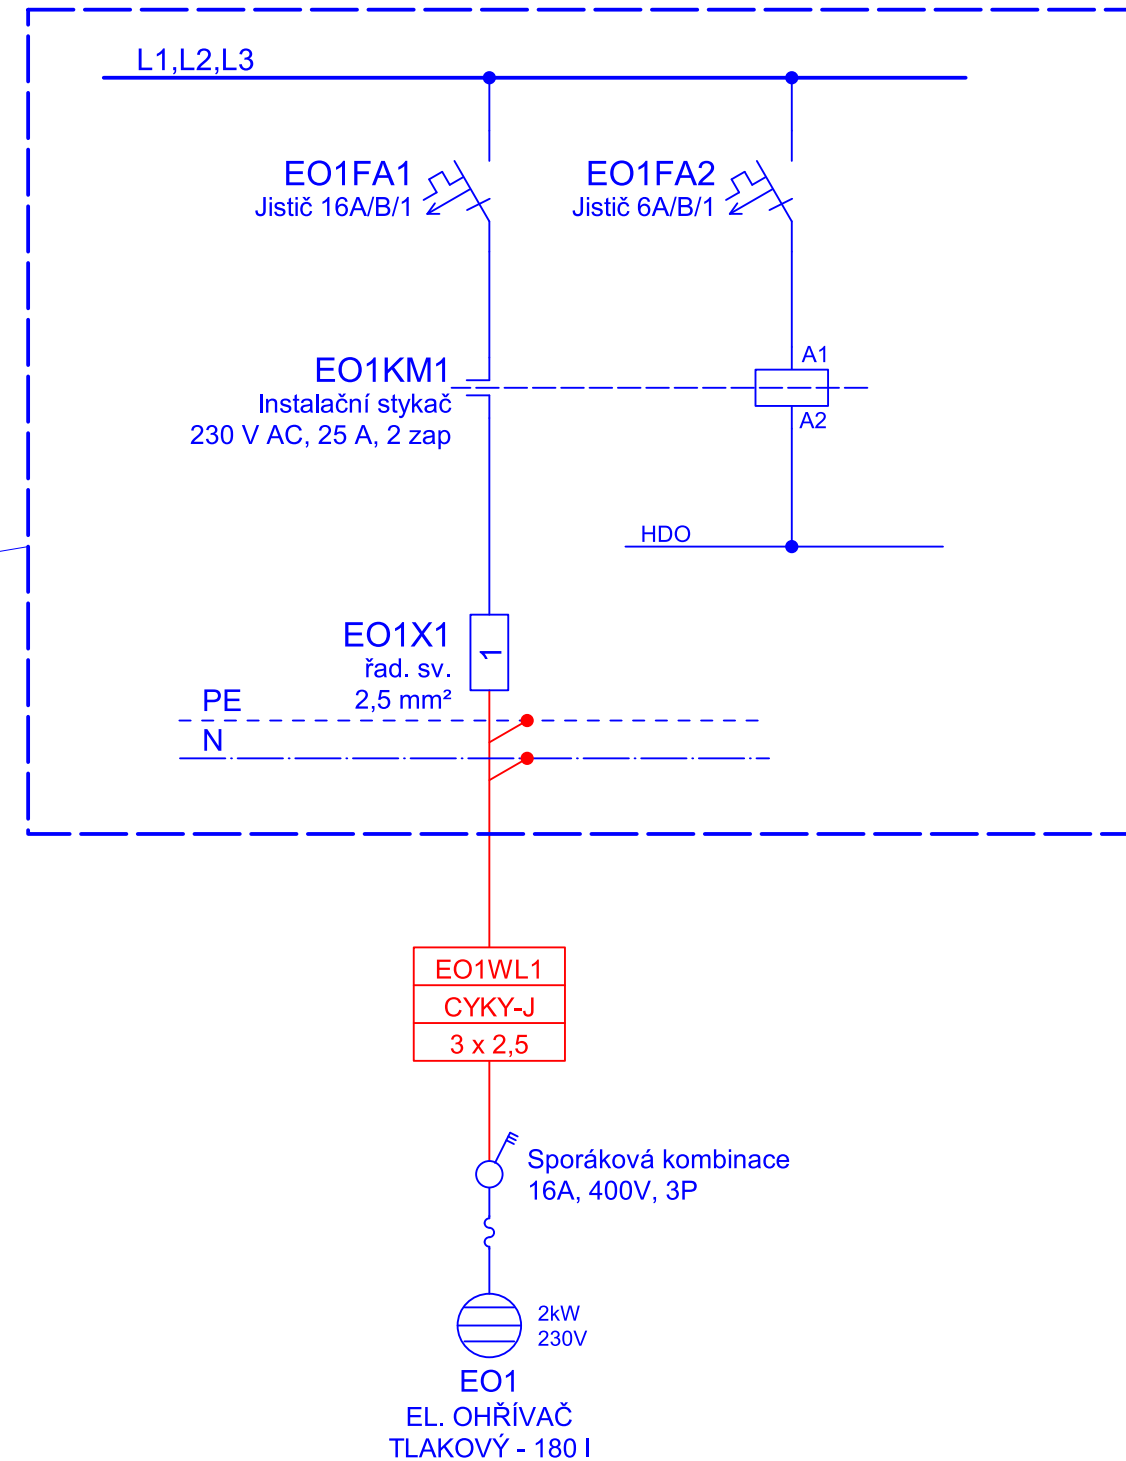 L1,L2,L3
EO1FA1
Jistič 16A/B/1
EO1FA2
Jistič 6A/B/1
EO1KM1
Instalační stykač
230 V AC, 25 A, 2 zap
A1
A2
HDO
EO1X1
řad. sv.
2,5 mm²
1
PE
N
EO1WL1
CYKY-J
3 x 2,5
Sporáková kombinace
16A, 400V, 3P
2kW
230V
EO1
EL. OHŘÍVAČ
TLAKOVÝ - 180 l